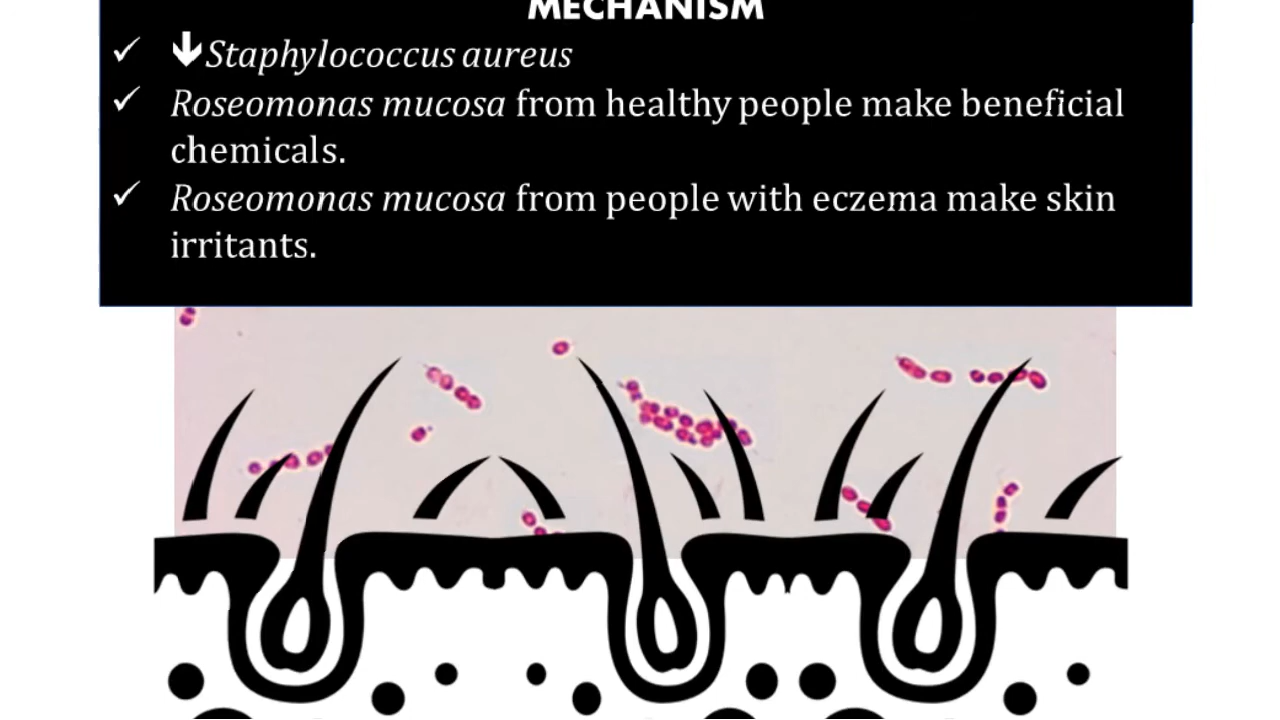 MECHANISM
✓ ↓Staphylococcus aureus
✓ Roseomonas mucosa from healthy people make beneficial
chemicals.
✓ Roseomonas mucosa from people with eczema make skin
irritants.